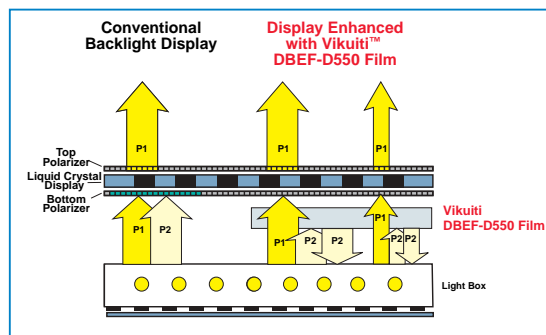 Conventional
Backlight Display
Display Enhanced
with Vikuiti™
DBEF-D550 Film
P1
P1
P1
Top
Polarizer
Liquid Crystal
Display
Bottom
Polarizer
Vikuiti
DBEF-D550 Film
P1
P2
P1
P2
P2
P1
P2
P2
Light Box